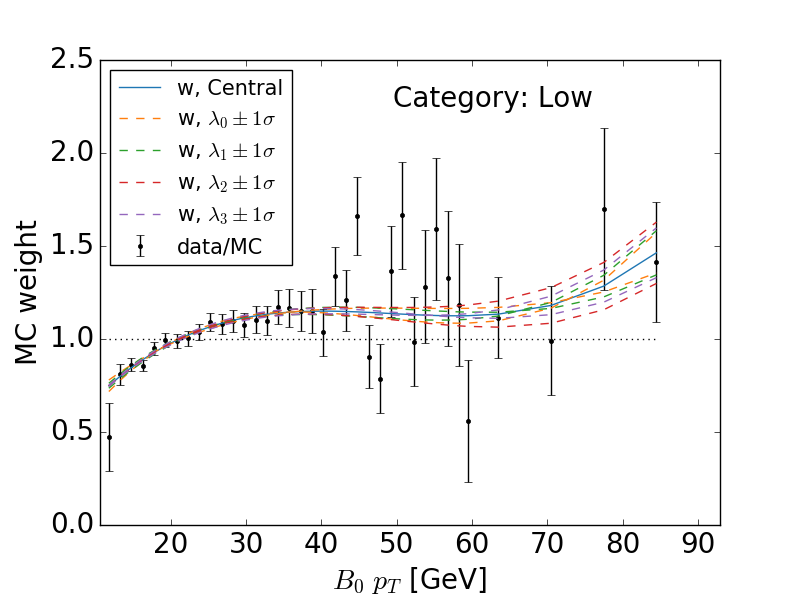 2.5
2.0
1.5
1.0
0.5
0.0
MC weight
w, Central
w, λ₀ ± 1σ
w, λ₁ ± 1σ
w, λ₂ ± 1σ
w, λ₃ ± 1σ
data/MC
Category: Low
20 30 40 50 60 70 80 90
B₀ p_T [GeV]